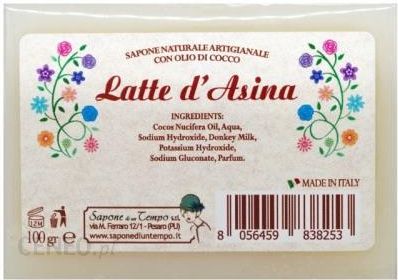 SAPONE NATURALE ARTIGIANALE
CON OLIO DI COCCO
Latte d'Asina
INGREDIENTS:
Cocos Nucifera Oil, Aqua,
Sodium Hydroxide, Donkey Milk,
Potassium Hydroxide,
Sodium Gluconate, Parfum.
MADE IN ITALY
12M
100 gr e
Sapone di un Tempo s.r.l.
via M. Ferraro 12/1 - Pesaro (PU)
www.saponediuntempo.it
8 056459 838253
CENEO.pl